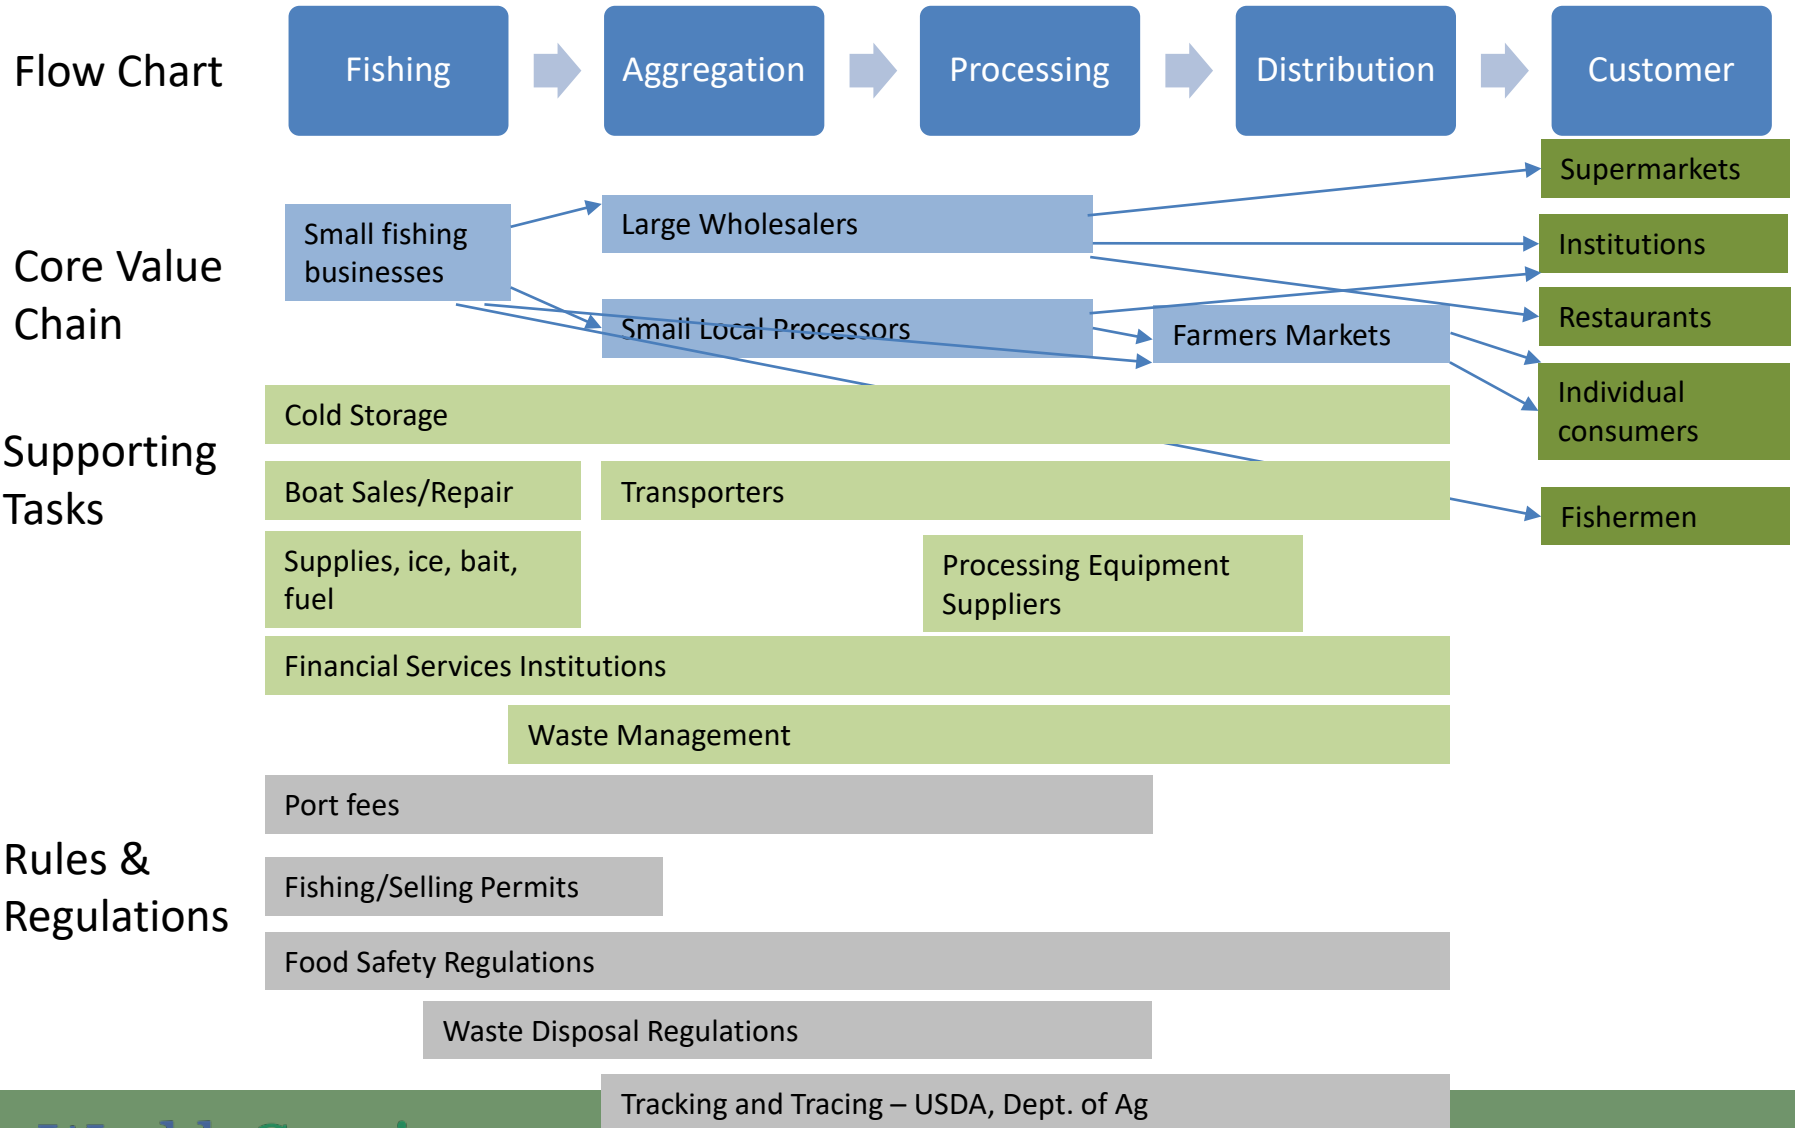 Flow Chart
Fishing
Aggregation
Processing
Distribution
Customer
Core Value
Chain
Small fishing
businesses
Large Wholesalers
Small Local Processors
Farmers Markets
Supermarkets
Institutions
Restaurants
Individual
consumers
Fishermen
Supporting
Tasks
Cold Storage
Boat Sales/Repair
Transporters
Supplies, ice, bait,
fuel
Processing Equipment
Suppliers
Financial Services Institutions
Waste Management
Rules &
Regulations
Port fees
Fishing/Selling Permits
Food Safety Regulations
Waste Disposal Regulations
Tracking and Tracing – USDA, Dept. of Ag